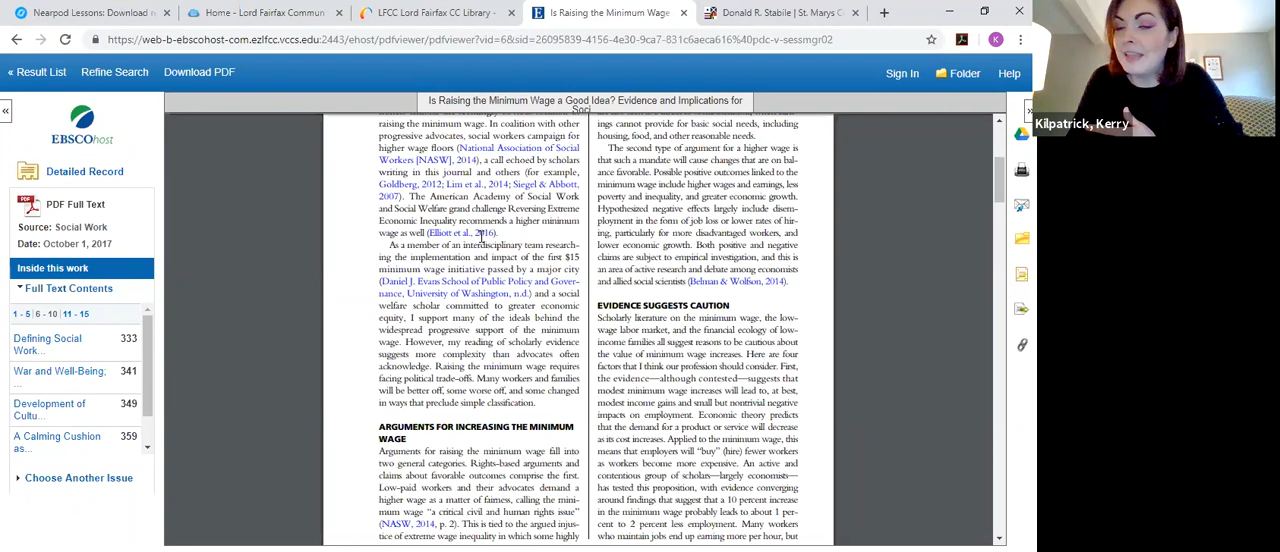 Nearpod Lessons: Download r
Home - Lord Fairfax Commun
LFCC Lord Fairfax CC Library -
Is Raising the Minimum Wage
Donald R. Stabile | St. Marys C
https://web-b-ebscohost-com.ezlfcc.vccs.edu:2443/ehost/pdfviewer/pdfviewer?vid=6&sid=26095839-4156-4e30-9ca7-831c6aeca616%40pdc-v-sessmgr02
K
« Result List
Refine Search
Download PDF
Sign In
Folder
Help
Is Raising the Minimum Wage a Good Idea? Evidence and Implications for
Soci
EBSCOhost
Detailed Record
PDF Full Text
Source: Social Work
Date: October 1, 2017
Inside this work
Full Text Contents
1 - 5 | 6 - 10 | 11 - 15
Defining Social
Work...
333
War and Well-Being;
...
341
Development of
Cultu...
349
A Calming Cushion
as...
359
Choose Another Issue
raising the minimum wage. In coalition with other
progressive advocates, social workers campaign for
higher wage floors (National Association of Social
Workers [NASW], 2014), a call echoed by scholars
writing in this journal and others (for example,
Goldberg, 2012; Lim et al., 2014; Siegel & Abbott,
2007). The American Academy of Social Work
and Social Welfare grand challenge Reversing Extreme
Economic Inequality recommends a higher minimum
wage as well (Elliott et al., 2016).
As a member of an interdisciplinary team research-
ing the implementation and impact of the first $15
minimum wage initiative passed by a major city
(Daniel J. Evans School of Public Policy and Gover-
nance, University of Washington, n.d.) and a social
welfare scholar committed to greater economic
equity, I support many of the ideals behind the
widespread progressive support of the minimum
wage. However, my reading of scholarly evidence
suggests more complexity than advocates often
acknowledge. Raising the minimum wage requires
facing political trade-offs. Many workers and families
will be better off, some worse off, and some changed
in ways that preclude simple classification.
ARGUMENTS FOR INCREASING THE MINIMUM
WAGE
Arguments for raising the minimum wage fall into
two general categories. Rights-based arguments and
claims about favorable outcomes comprise the first.
Low-paid workers and their advocates demand a
higher wage as a matter of fairness, calling the mini-
mum wage “a critical civil and human rights issue”
(NASW, 2014, p. 2). This is tied to the argued injus-
tice of extreme wage inequality in which some highly
ings cannot provide for basic social needs, including
housing, food, and other reasonable needs.
The second type of argument for a higher wage is
that such a mandate will cause changes that are on bal-
ance favorable. Possible positive outcomes linked to the
minimum wage include higher wages and earnings, less
poverty and inequality, and greater economic growth.
Hypothesized negative effects largely include disem-
ployment in the form of job loss or lower rates of hir-
ing, particularly for more disadvantaged workers, and
lower economic growth. Both positive and negative
claims are subject to empirical investigation, and this is
an area of active research and debate among economists
and allied social scientists (Belman & Wolfson, 2014).
EVIDENCE SUGGESTS CAUTION
Scholarly literature on the minimum wage, the low-
wage labor market, and the financial ecology of low-
income families all suggest reasons to be cautious about
the value of minimum wage increases. Here are four
factors that I think our profession should consider. First,
the evidence—although contested—suggests that
modest minimum wage increases will lead to, at best,
modest income gains and small but nontrivial negative
impacts on employment. Economic theory predicts
that the demand for a product or service will decrease
as its cost increases. Applied to the minimum wage, this
means that employers will “buy” (hire) fewer workers
as workers become more expensive. An active and
contentious group of scholars—largely economists—
has tested this proposition, with evidence converging
around findings that suggest that a 10 percent increase
in the minimum wage probably leads to about 1 per-
cent to 2 percent less employment. Many workers
who maintain jobs end up earning more per hour, but
Kilpatrick, Kerry